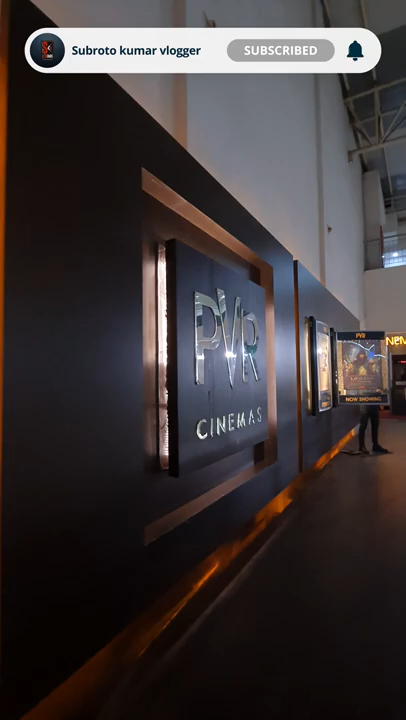 Subroto kumar vlogger
SUBSCRIBED
PVR
CINEMAS
PVR
NOW SHOWING